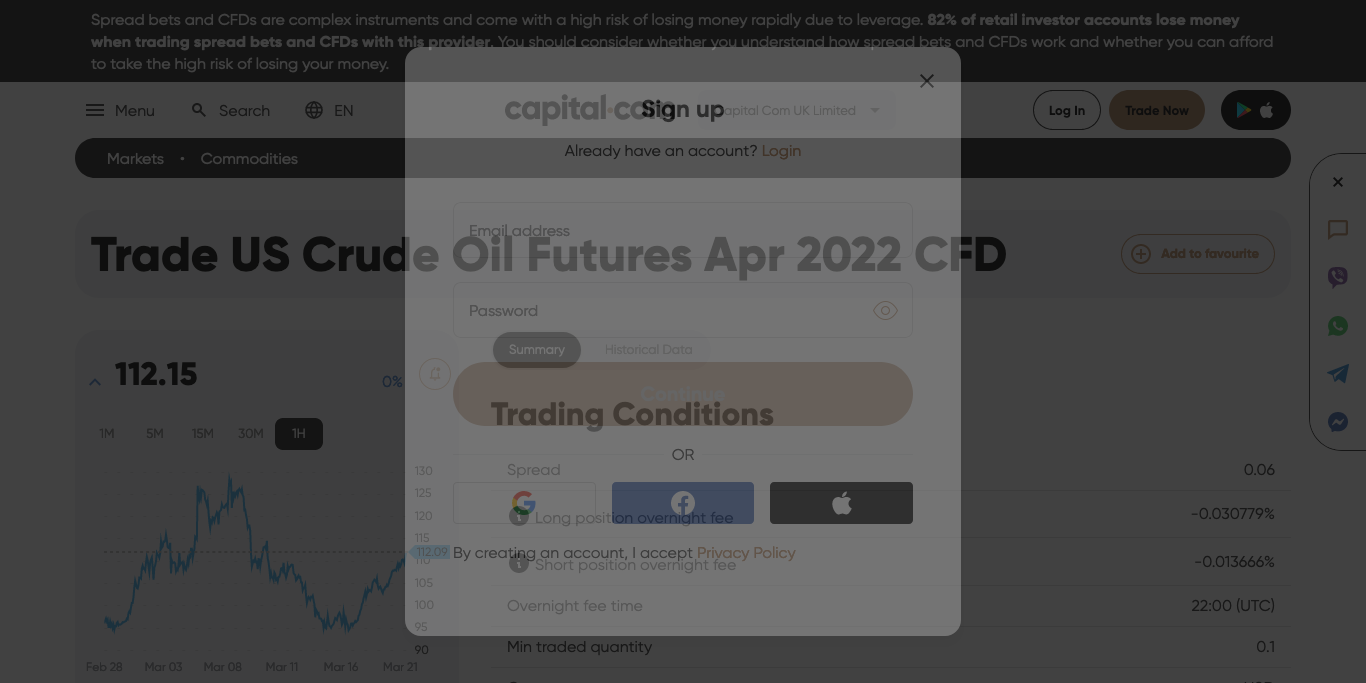 Spread bets and CFDs are complex instruments and come with a high risk of losing money rapidly due to leverage. 82% of retail investor accounts lose money
when trading spread bets and CFDs with this provider. You should consider whether you understand how spread bets and CFDs work and whether you can afford
to take the high risk of losing your money.
Menu
Search
EN
capital.com
Capital Com UK Limited
Log In
Trade Now
Markets • Commodities
Sign up
Already have an account? Login
Email address
Trade US Crude Oil Futures Apr 2022 CFD
Add to favourite
Password
Summary
Historical Data
112.15
0%
Continue
Trading Conditions
1M 5M 15M 30M 1H
OR
Spread 0.06
Long position overnight fee -0.030779%
By creating an account, I accept Privacy Policy
Short position overnight fee -0.013666%
Overnight fee time 22:00 (UTC)
Min traded quantity 0.1
130
125
120
115
112.09
110
105
100
95
90
Feb 28 Mar 03 Mar 08 Mar 11 Mar 16 Mar 21